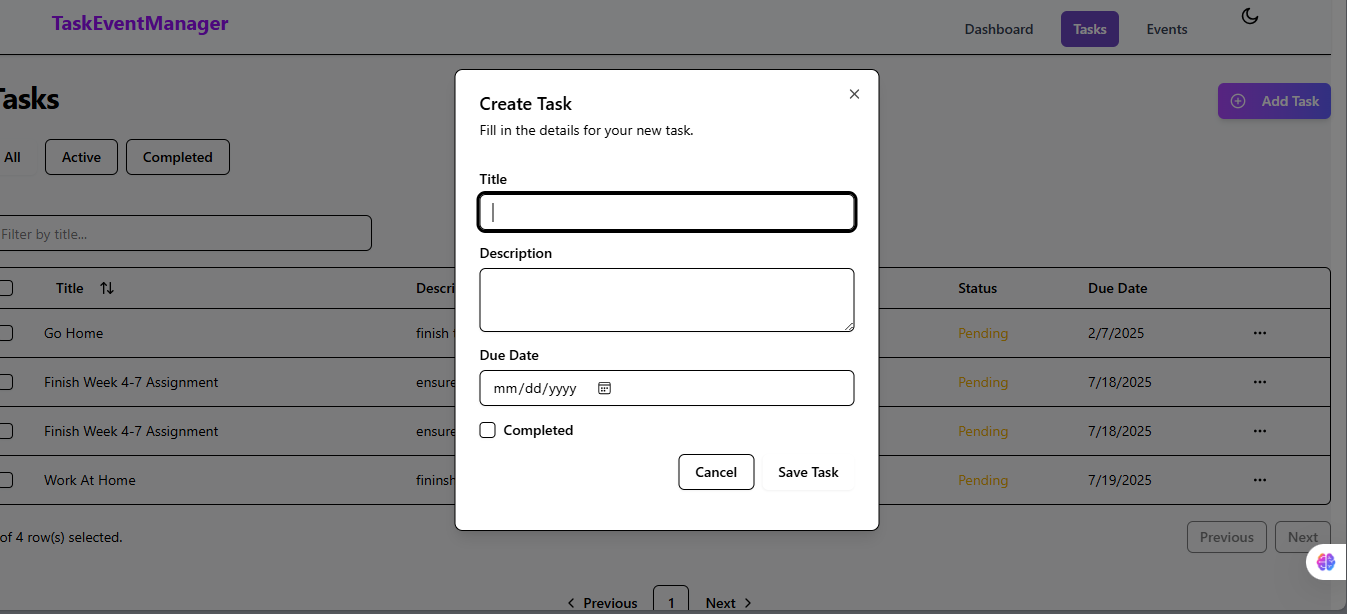 TaskEventManager
Dashboard Tasks Events
Tasks
Add Task
All Active Completed
Filter by title...
Create Task
Fill in the details for your new task.
Title
Description
Due Date
mm/dd/yyyy
Completed
Cancel Save Task
Title Descri Status Due Date
Go Home finish Pending 2/7/2025 ...
Finish Week 4-7 Assignment ensure Pending 7/18/2025 ...
Finish Week 4-7 Assignment ensure Pending 7/18/2025 ...
Work At Home fininsh Pending 7/19/2025 ...
of 4 row(s) selected.
Previous Next
Previous 1 Next